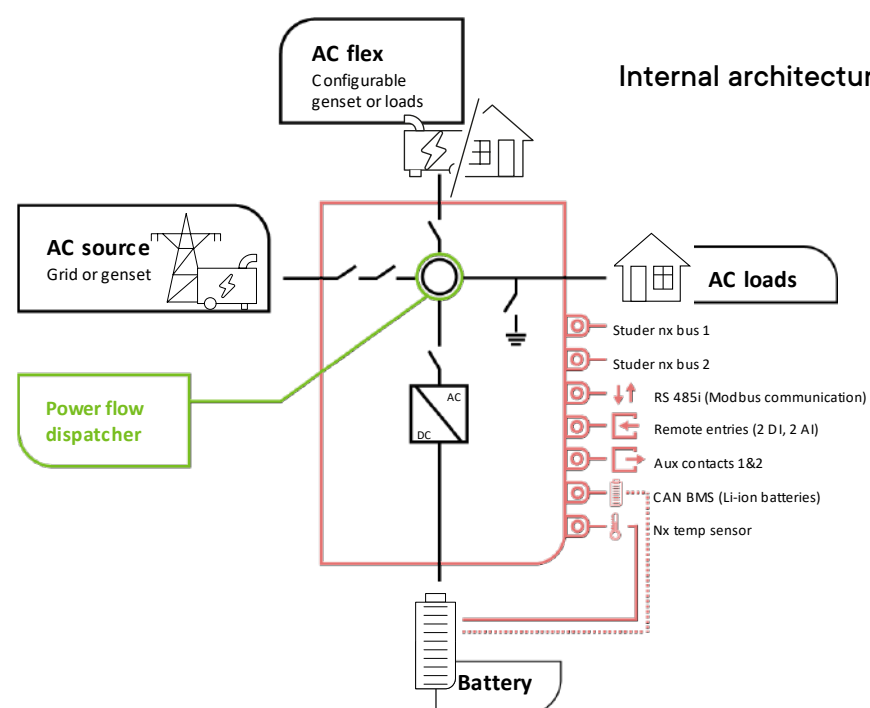 AC flex
Configurable
genset or loads
Internal architectur
AC source
Grid or genset
AC loads
Studer nx bus 1
Studer nx bus 2
Power flow
dispatcher
RS 485i (Modbus communication)
Remote entries (2 DI, 2 AI)
Aux contacts 1&2
CAN BMS (Li-ion batteries)
Nx temp sensor
AC
DC
Battery